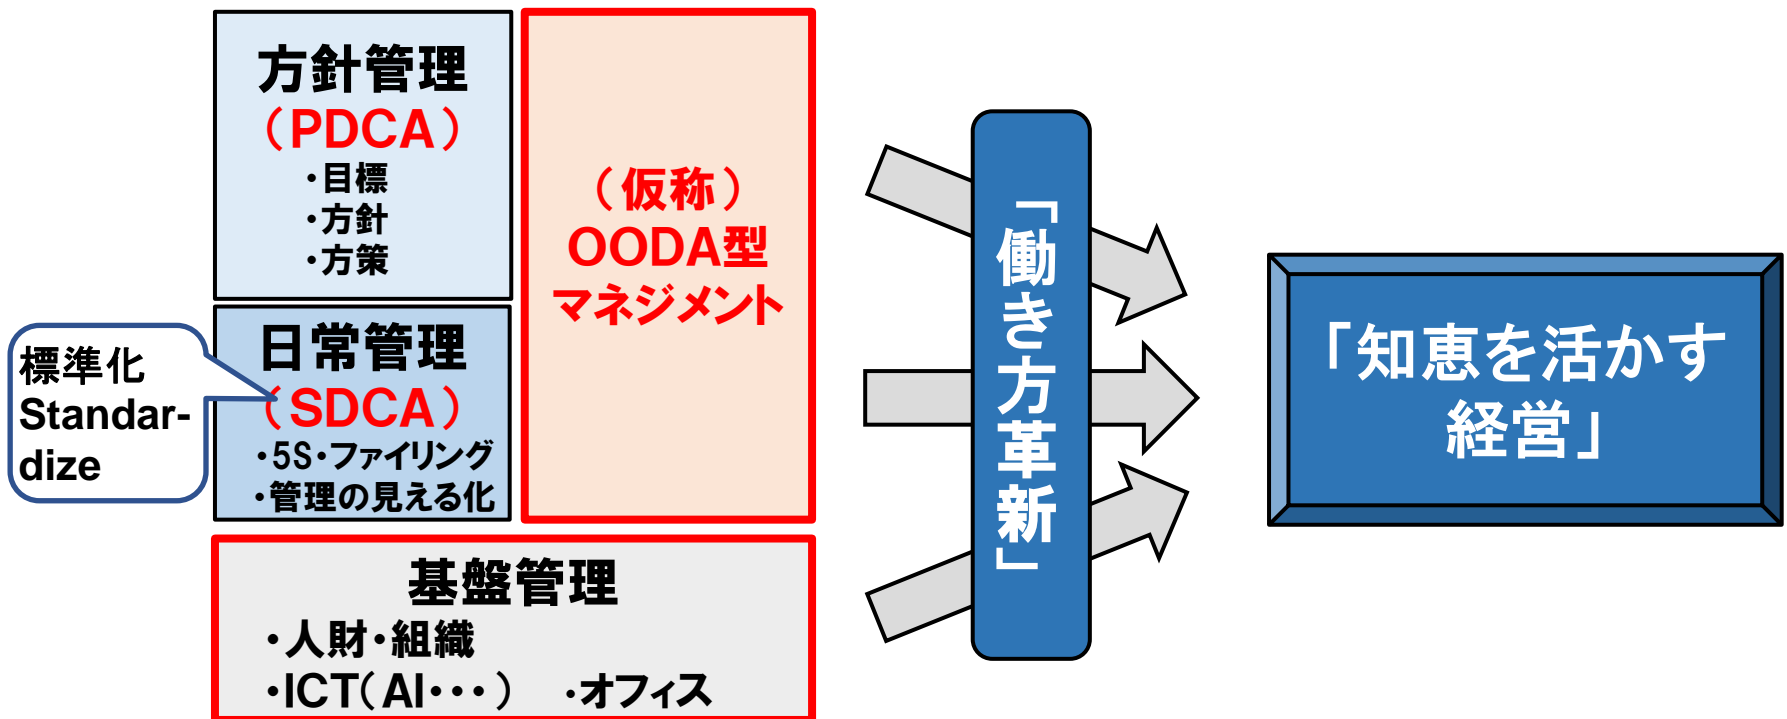 方針管理
（PDCA）
・目標
・方針
・方策
（仮称）
OODA型
マネジメント
標準化
Standar-
dize
日常管理
（SDCA）
・5S・ファイリング
・管理の見える化
基盤管理
・人財・組織
・ICT（AI・・・）　・オフィス
「働き方革新」
「知恵を活かす
経営」